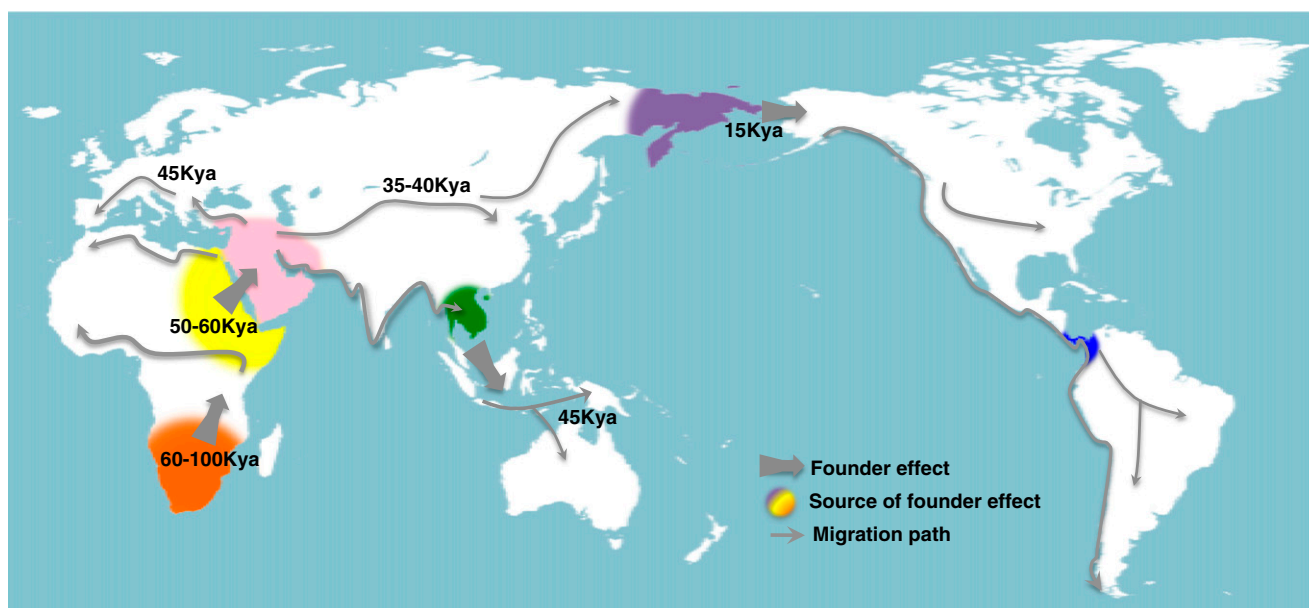 15Kya
45Kya
35-40Kya
50-60Kya
45Kya
60-100Kya
Founder effect
Source of founder effect
Migration path